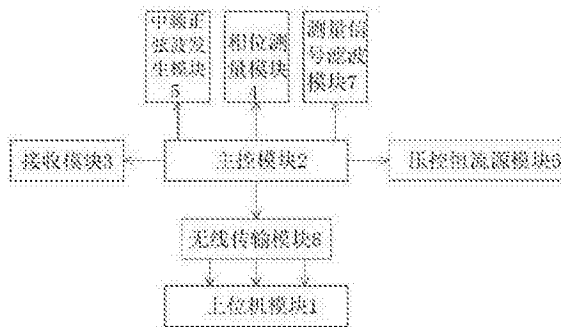 中频正
弦波发
生模块
5
相位测
量模块
4
测量信
号滤波
模块7
接收模块3
主控模块2
压控恒流源模块6
无线传输模块8
上位机模块1